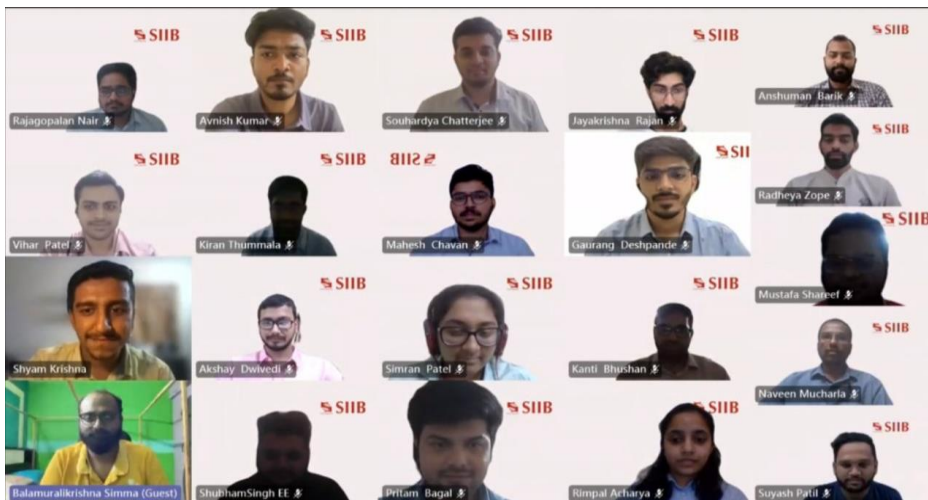 SIIB
SIIB
SIIB
SIIB
SIIB
Rajagopalan Nair
Avnish Kumar
Souhardya Chatterjee
Jayakrishna Rajan
Anshuman Barik
SIIB
SIIB
SIIB
SII
SIIB
Vihar Patel
Kiran Thummala
Mahesh Chavan
Gaurang Deshpande
Radheya Zope
SIIB
Mustafa Shareef
SIIB
SIIB
SIIB
SIIB
Shyam Krishna
Akshay Dwivedi
Simran Patel
Kanti Bhushan
Naveen Mucharla
SIIB
SIIB
SIIB
SIIB
Balamuralikrishna Simma (Guest)
ShubhamSingh EE
Pritam Bagal
Rimpal Acharya
Suyash Patil